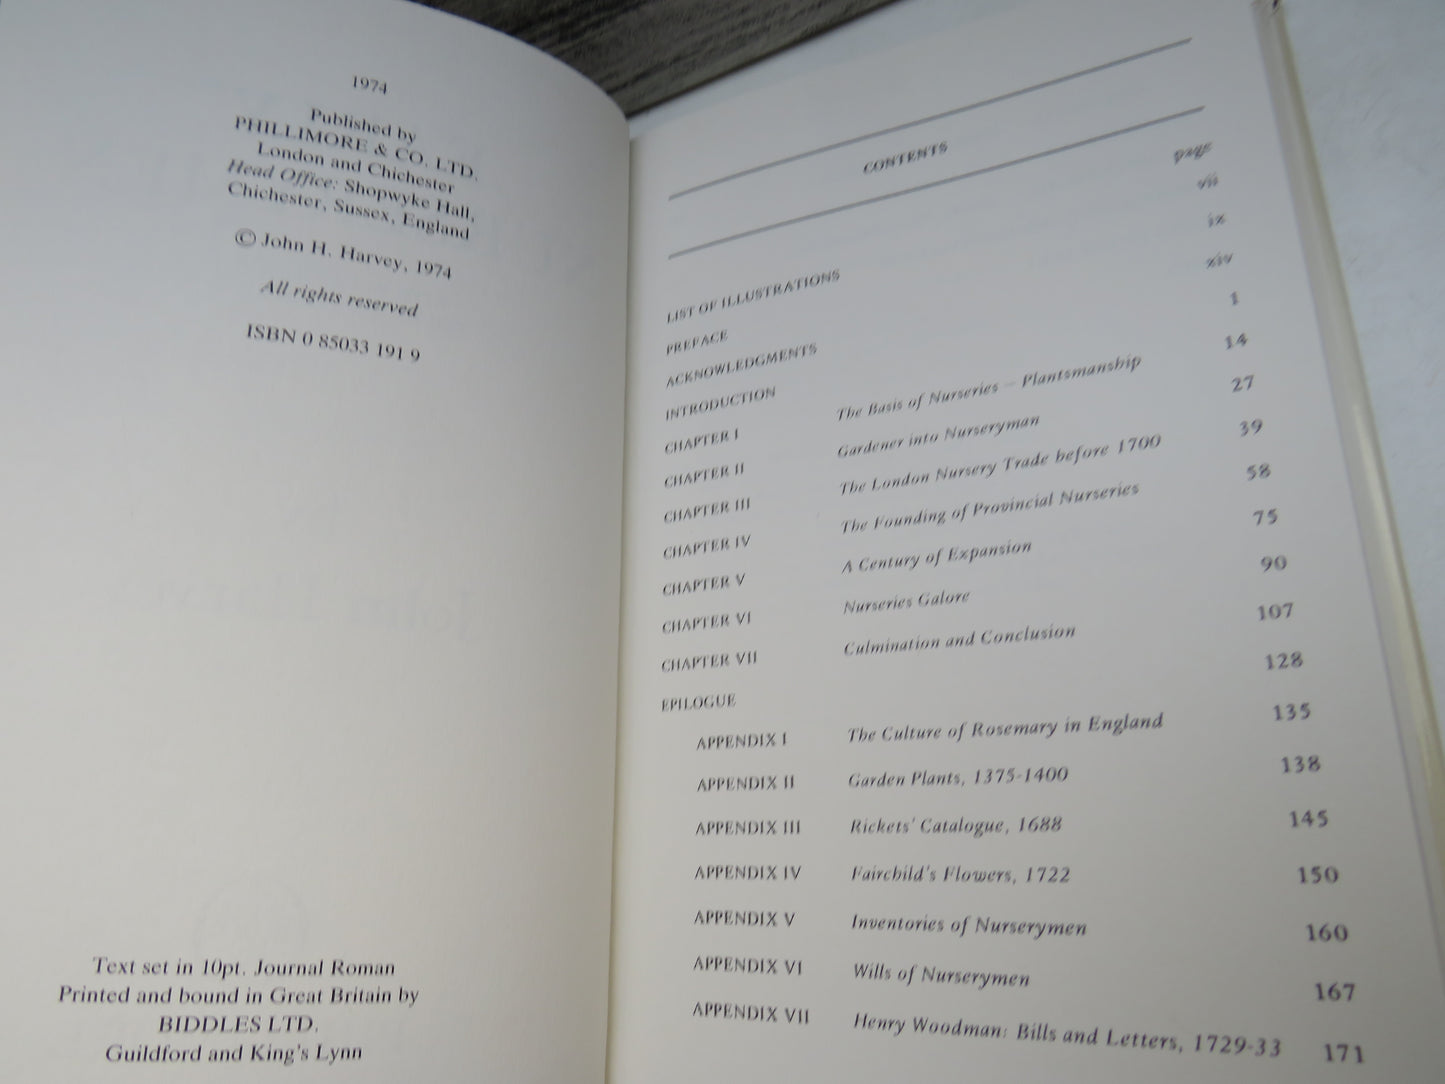 1974
Published by
PHILLIMORE & CO. LTD.
London and Chichester
Head Office: Shopwyke Hall,
Chichester, Sussex, England
© John H. Harvey, 1974
All rights reserved
ISBN 0 85033 191 9
Text set in 10pt. Journal Roman
Printed and bound in Great Britain by
BIDDLES LTD.
Guildford and King's Lynn
CONTENTS
page
LIST OF ILLUSTRATIONS vii
PREFACE ix
ACKNOWLEDGMENTS xiv
INTRODUCTION 1
CHAPTER I The Basis of Nurseries — Plantsmanship 14
CHAPTER II Gardener into Nurseryman 27
CHAPTER III The London Nursery Trade before 1700 39
CHAPTER IV The Founding of Provincial Nurseries 58
CHAPTER V A Century of Expansion 75
CHAPTER VI Nurseries Galore 90
CHAPTER VII Culmination and Conclusion 107
EPILOGUE 128
APPENDIX I The Culture of Rosemary in England 135
APPENDIX II Garden Plants, 1375-1400 138
APPENDIX III Rickets' Catalogue, 1688 145
APPENDIX IV Fairchild's Flowers, 1722 150
APPENDIX V Inventories of Nurserymen 160
APPENDIX VI Wills of Nurserymen 167
APPENDIX VII Henry Woodman: Bills and Letters, 1729-33 171